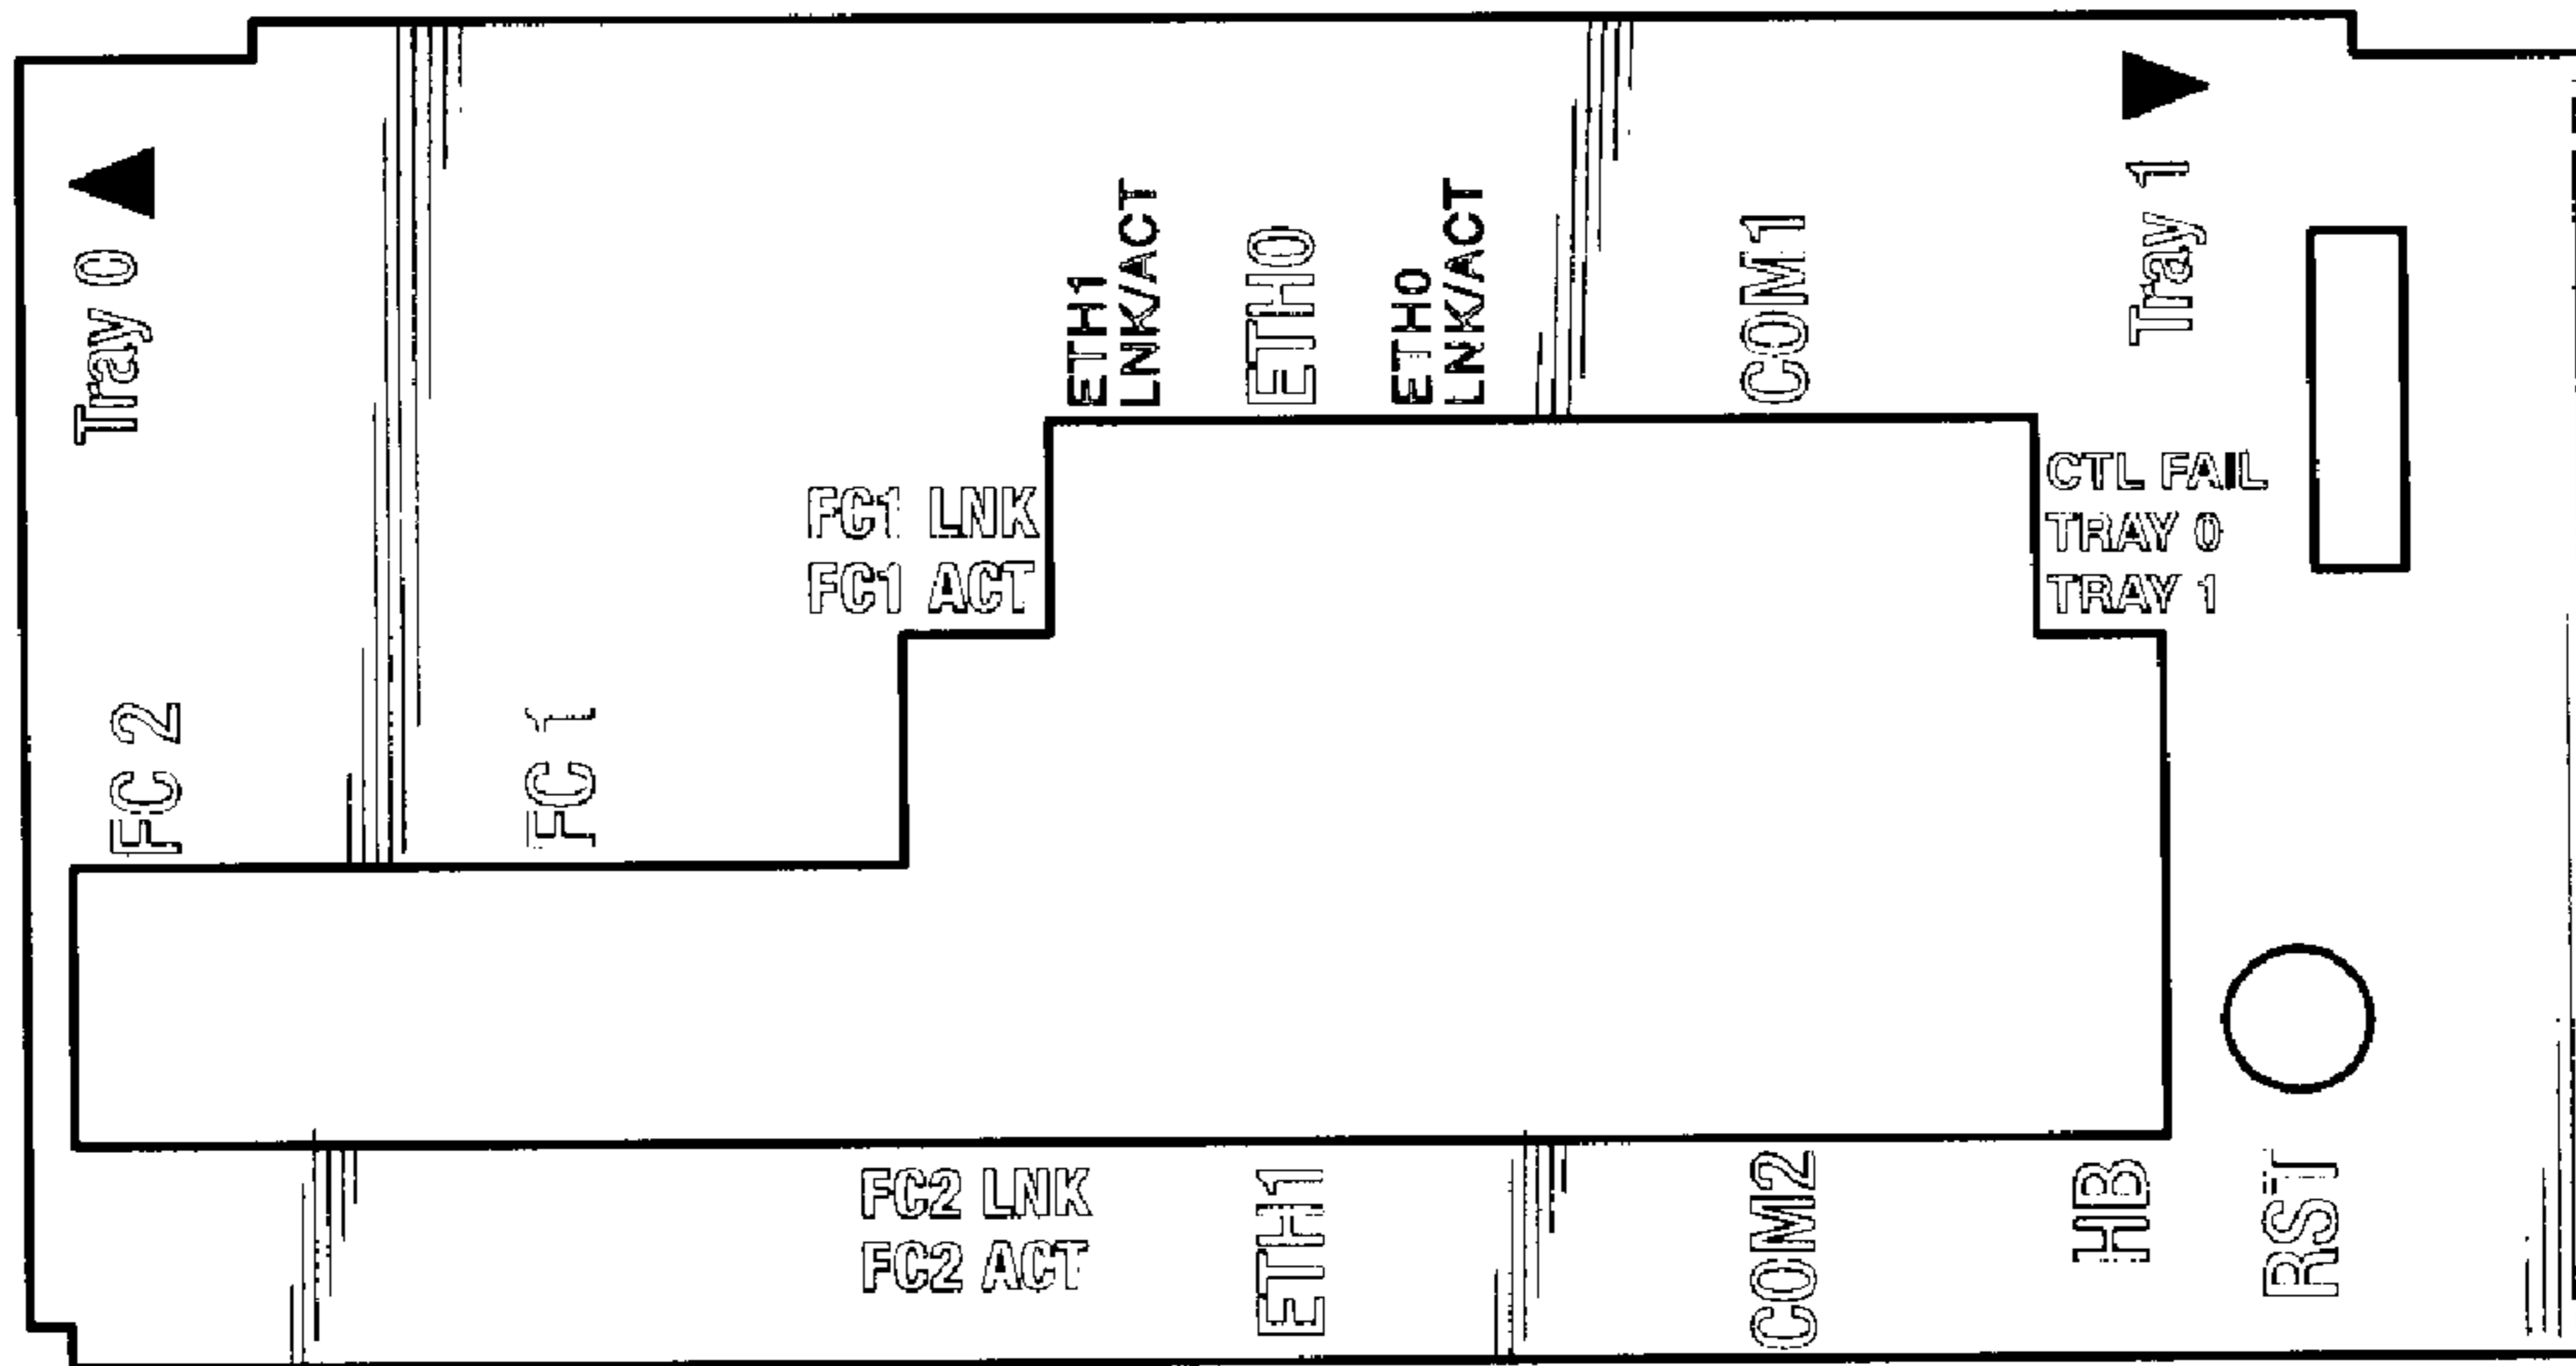 Tray 0
ETH1
LNK/ACT
ETH0
ETH0
LNK/ACT
COM1
Tray 1
FC1 LNK
FC1 ACT
CTL FAIL
TRAY 0
TRAY 1
FC 2
FC 1
FC2 LNK
FC2 ACT
ETH1
COM2
HB
RST